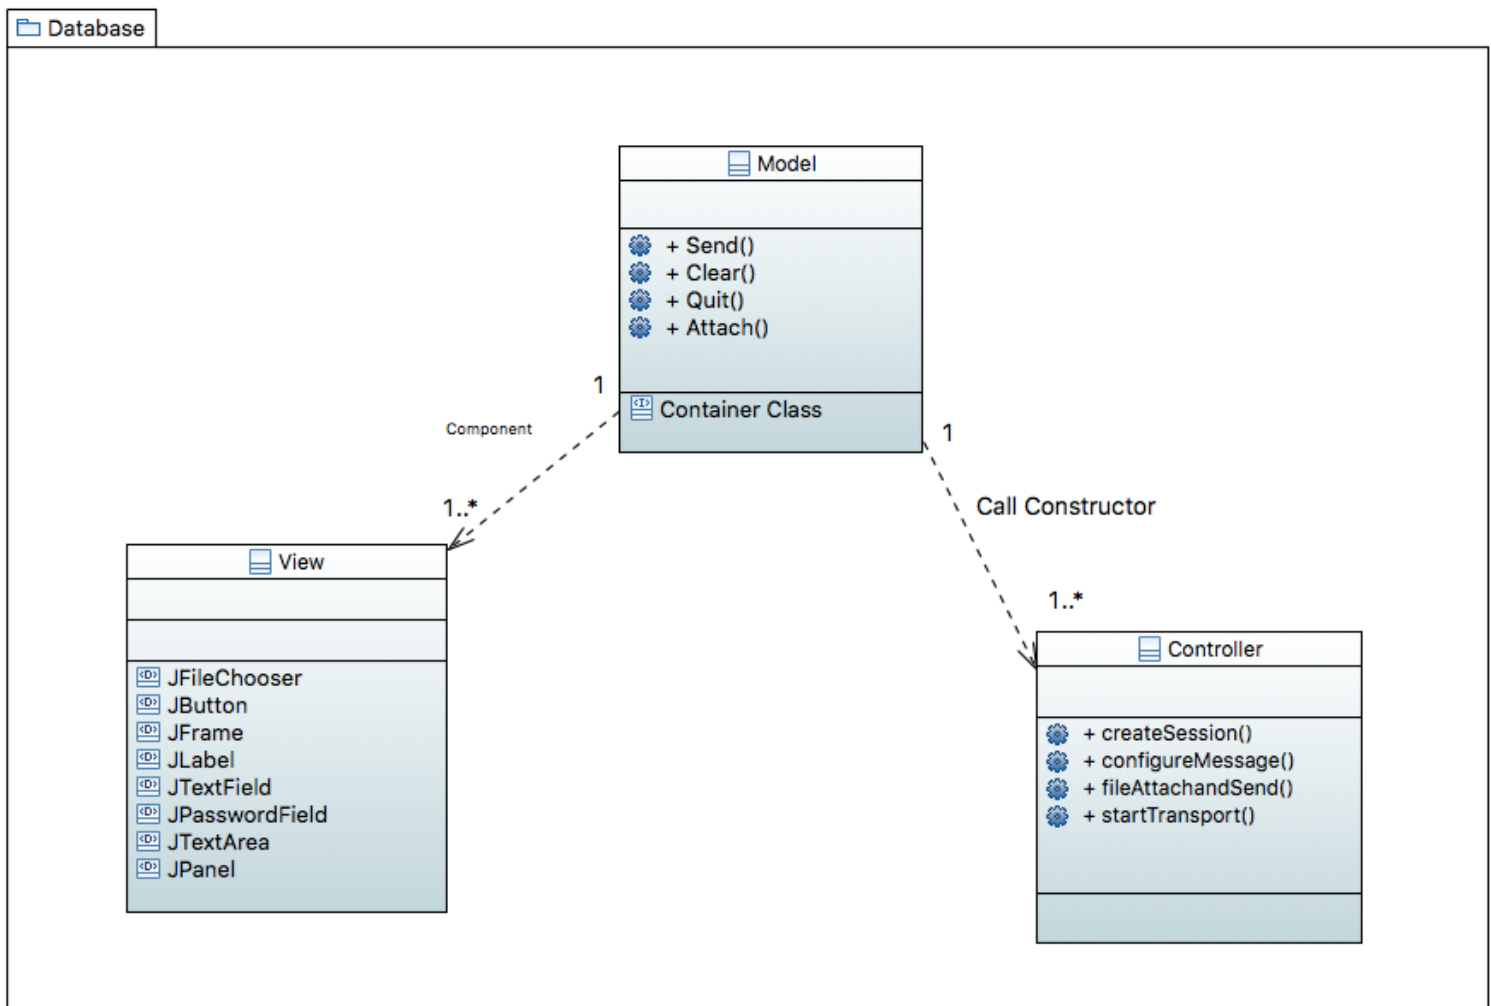 Database
Model
+ Send()
+ Clear()
+ Quit()
+ Attach()
Container Class
1
Component
1..*
1
Call Constructor
1..*
View
JFileChooser
JButton
JFrame
JLabel
JTextField
JPasswordField
JTextArea
JPanel
Controller
+ createSession()
+ configureMessage()
+ fileAttachandSend()
+ startTransport()